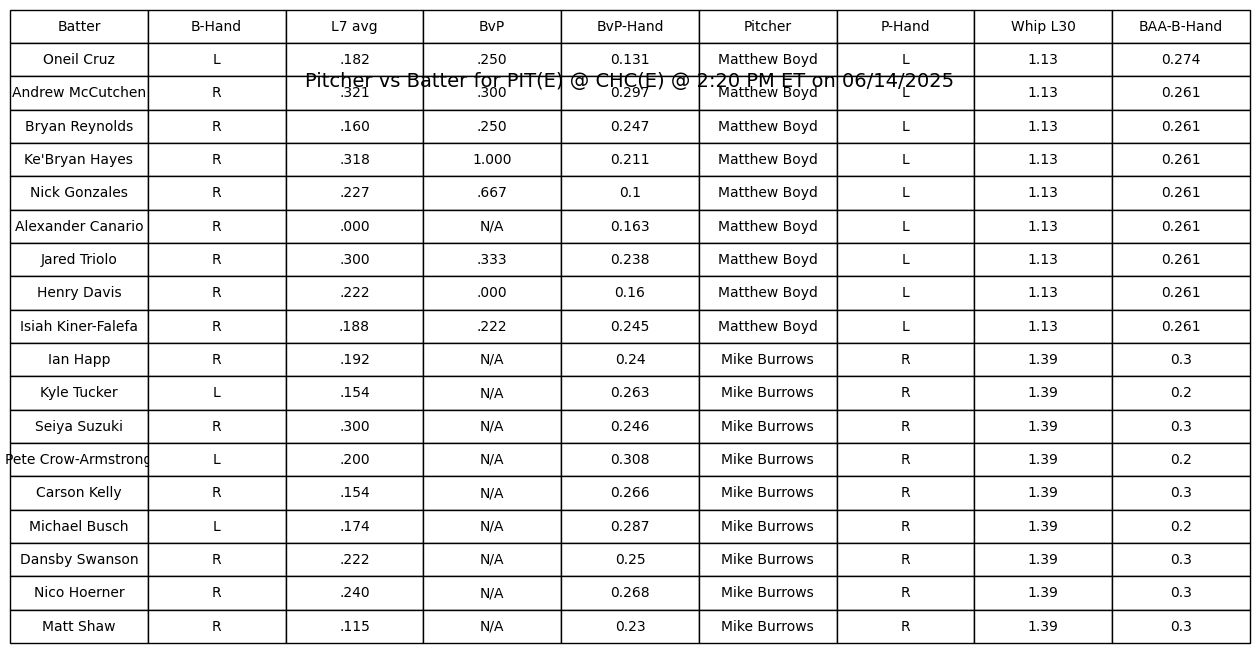 Batter B-Hand L7 avg BvP BvP-Hand Pitcher P-Hand Whip L30 BAA-B-Hand
Oneil Cruz L .182 .250 0.131 Matthew Boyd L 1.13 0.274
Pitcher vs Batter for PIT(E) @ CHC(E) @ 2:20 PM ET on 06/14/2025
Andrew McCutchen R .321 .300 0.297 Matthew Boyd L 1.13 0.261
Bryan Reynolds R .160 .250 0.247 Matthew Boyd L 1.13 0.261
Ke'Bryan Hayes R .318 1.000 0.211 Matthew Boyd L 1.13 0.261
Nick Gonzales R .227 .667 0.1 Matthew Boyd L 1.13 0.261
Alexander Canario R .000 N/A 0.163 Matthew Boyd L 1.13 0.261
Jared Triolo R .300 .333 0.238 Matthew Boyd L 1.13 0.261
Henry Davis R .222 .000 0.16 Matthew Boyd L 1.13 0.261
Isiah Kiner-Falefa R .188 .222 0.245 Matthew Boyd L 1.13 0.261
Ian Happ R .192 N/A 0.24 Mike Burrows R 1.39 0.3
Kyle Tucker L .154 N/A 0.263 Mike Burrows R 1.39 0.2
Seiya Suzuki R .300 N/A 0.246 Mike Burrows R 1.39 0.3
Pete Crow-Armstrong L .200 N/A 0.308 Mike Burrows R 1.39 0.2
Carson Kelly R .154 N/A 0.266 Mike Burrows R 1.39 0.3
Michael Busch L .174 N/A 0.287 Mike Burrows R 1.39 0.2
Dansby Swanson R .222 N/A 0.25 Mike Burrows R 1.39 0.3
Nico Hoerner R .240 N/A 0.268 Mike Burrows R 1.39 0.3
Matt Shaw R .115 N/A 0.23 Mike Burrows R 1.39 0.3